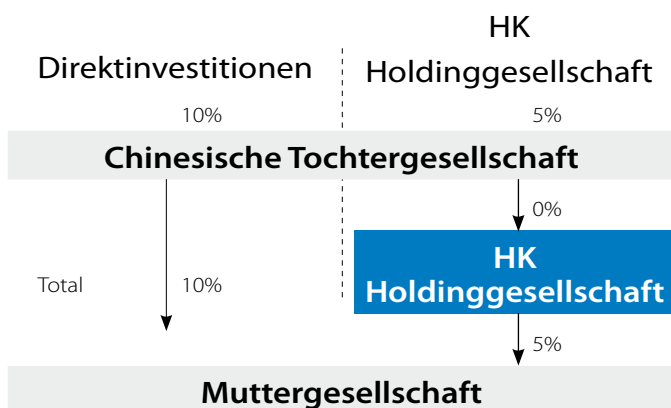 Direktinvestitionen
HK
Holdinggesellschaft
10%
5%
Chinesische Tochtergesellschaft
0%
HK
Holdinggesellschaft
Total
10%
5%
Muttergesellschaft